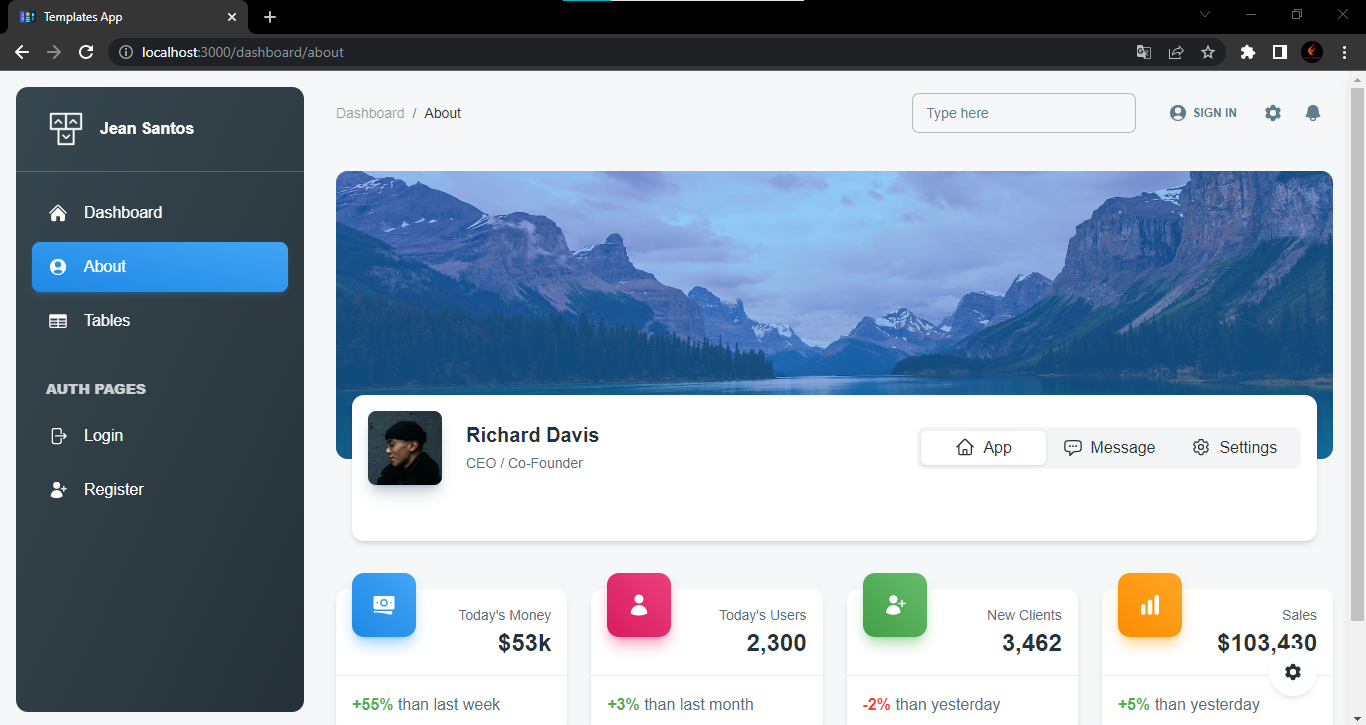 Templates App
localhost:3000/dashboard/about
Jean Santos
Dashboard
About
Tables
AUTH PAGES
Login
Register
Dashboard / About
Type here
SIGN IN
Richard Davis
CEO / Co-Founder
App
Message
Settings
Today's Money
$53k
+55% than last week
Today's Users
2,300
+3% than last month
New Clients
3,462
-2% than yesterday
Sales
$103,430
+5% than yesterday